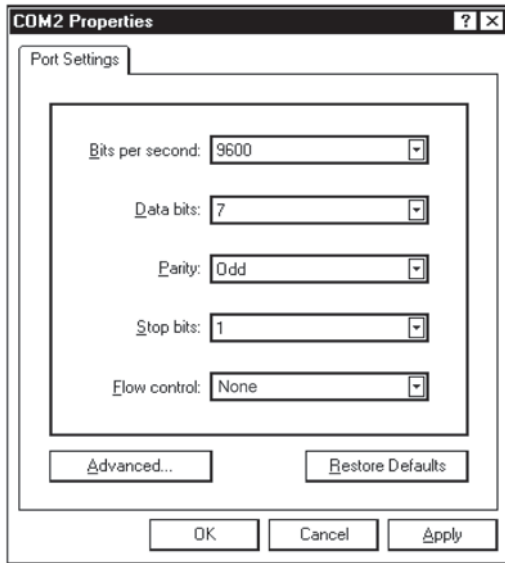 COM2 Properties ? ×
Port Settings
Bits per second: 9600
Data bits: 7
Parity: Odd
Stop bits: 1
Flow control: None
Advanced... Restore Defaults
OK Cancel Apply